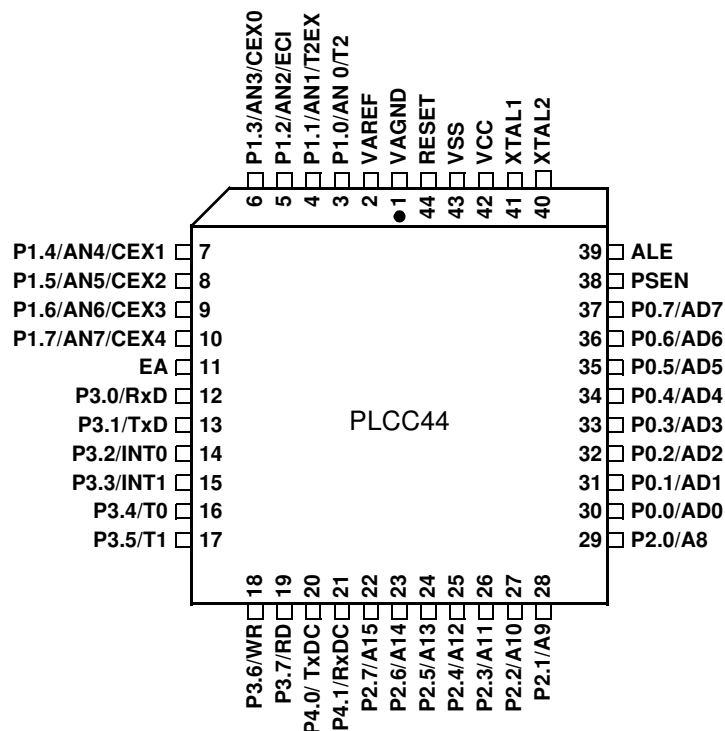 P1.3/AN3/CEX0
P1.2/AN2/ECI
P1.1/AN1/T2EX
P1.0/AN 0/T2
VAREF
VAGND
RESET
VSS
VCC
XTAL1
XTAL2
6
5
4
3
2
1
44
43
42
41
40
P1.4/AN4/CEX1 7
P1.5/AN5/CEX2 8
P1.6/AN6/CEX3 9
P1.7/AN7/CEX4 10
EA 11
P3.0/RxD 12
P3.1/TxD 13
P3.2/INT0 14
P3.3/INT1 15
P3.4/T0 16
P3.5/T1 17
PLCC44
39 ALE
38 PSEN
37 P0.7/AD7
36 P0.6/AD6
35 P0.5/AD5
34 P0.4/AD4
33 P0.3/AD3
32 P0.2/AD2
31 P0.1/AD1
30 P0.0/AD0
29 P2.0/A8
18
19
20
21
22
23
24
25
26
27
28
P3.6/WR
P3.7/RD
P4.0/ TxDC
P4.1/RxDC
P2.7/A15
P2.6/A14
P2.5/A13
P2.4/A12
P2.3/A11
P2.2/A10
P2.1/A9